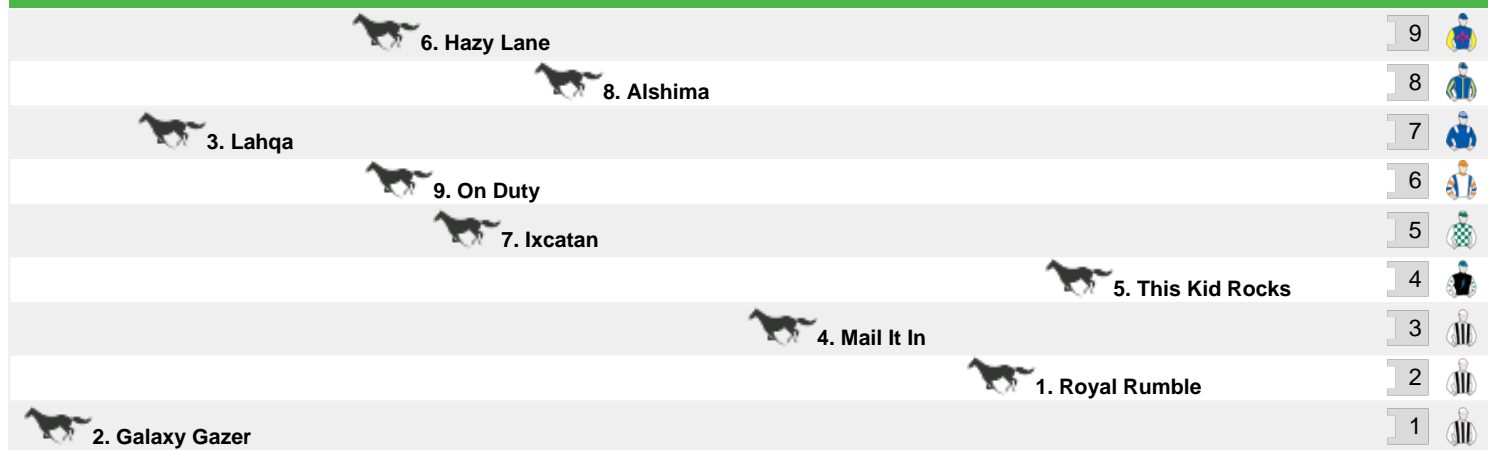 6. Hazy Lane 9
8. Alshima 8
3. Lahqa 7
9. On Duty 6
7. Ixcatan 5
5. This Kid Rocks 4
4. Mail It In 3
1. Royal Rumble 2
2. Galaxy Gazer 1